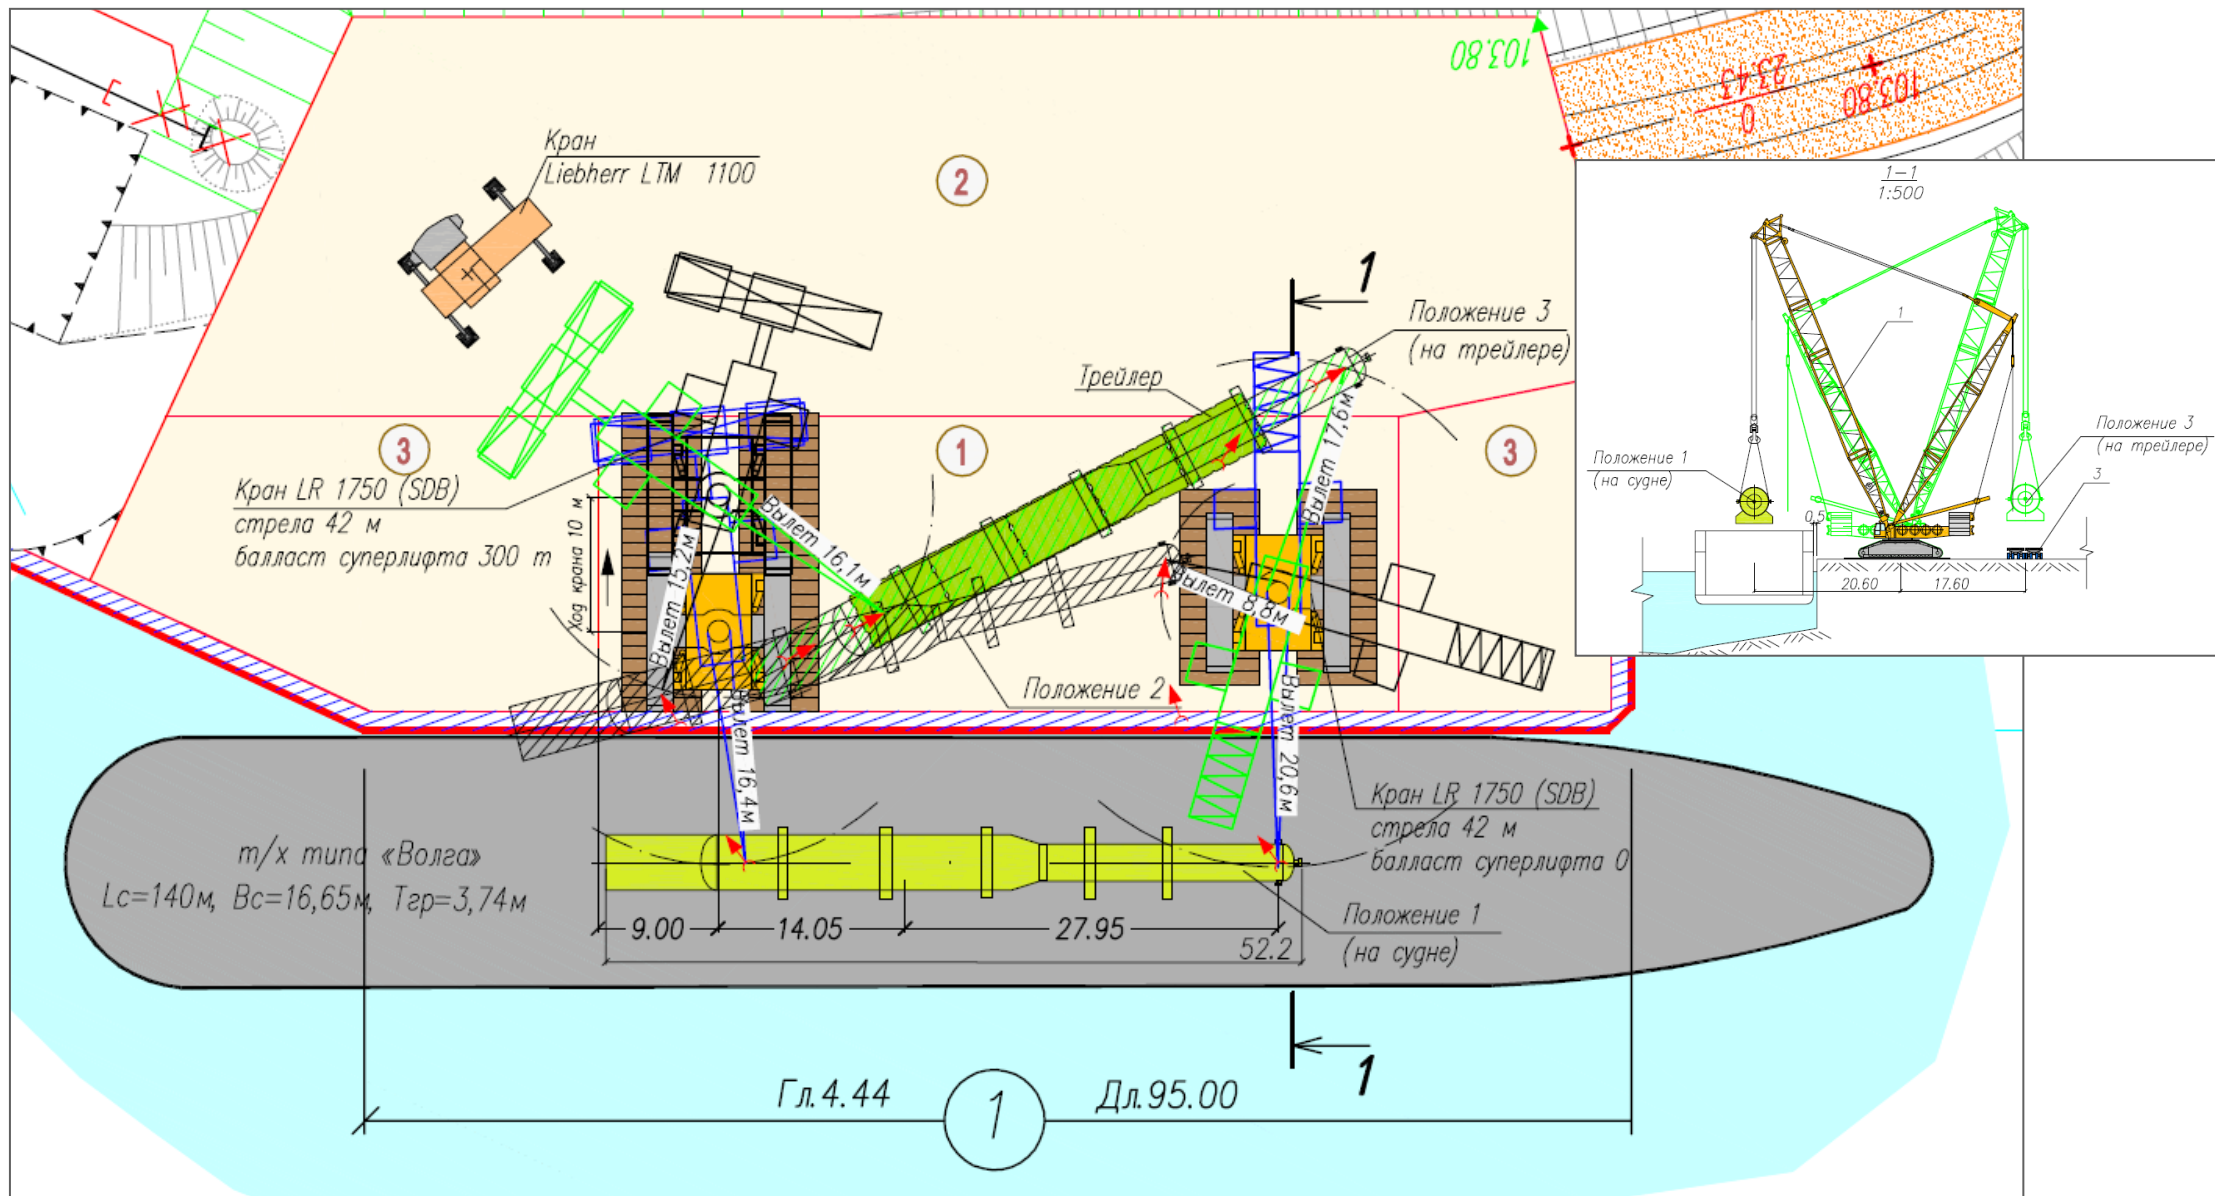 103.80
23.43
0
103.80
Кран
Liebherr LTM 1100
2
1-1
1:500
1
Положение 3
(на трейлере)
Трейлер
1
Положение 1
(на судне)
Положение 3
(на трейлере)
3
0,5
20.60
17.60
3
1
3
Кран LR 1750 (SDB)
стрела 42 м
балласт суперлифта 300 т
Ход крана 10 м
Вылет 15,2м
Вылет 16,1м
Вылет 17,6м
Вылет 8,8м
Положение 2
Вылет 16,4м
Вылет 20,6м
Кран LR 1750 (SDB)
стрела 42 м
балласт суперлифта 0
т/х типа «Волга»
Lc=140м, Вс=16,65м, Тгр=3,74м
9.00
14.05
27.95
52.2
Положение 1
(на судне)
1
Гл.4.44
1
Дл.95.00